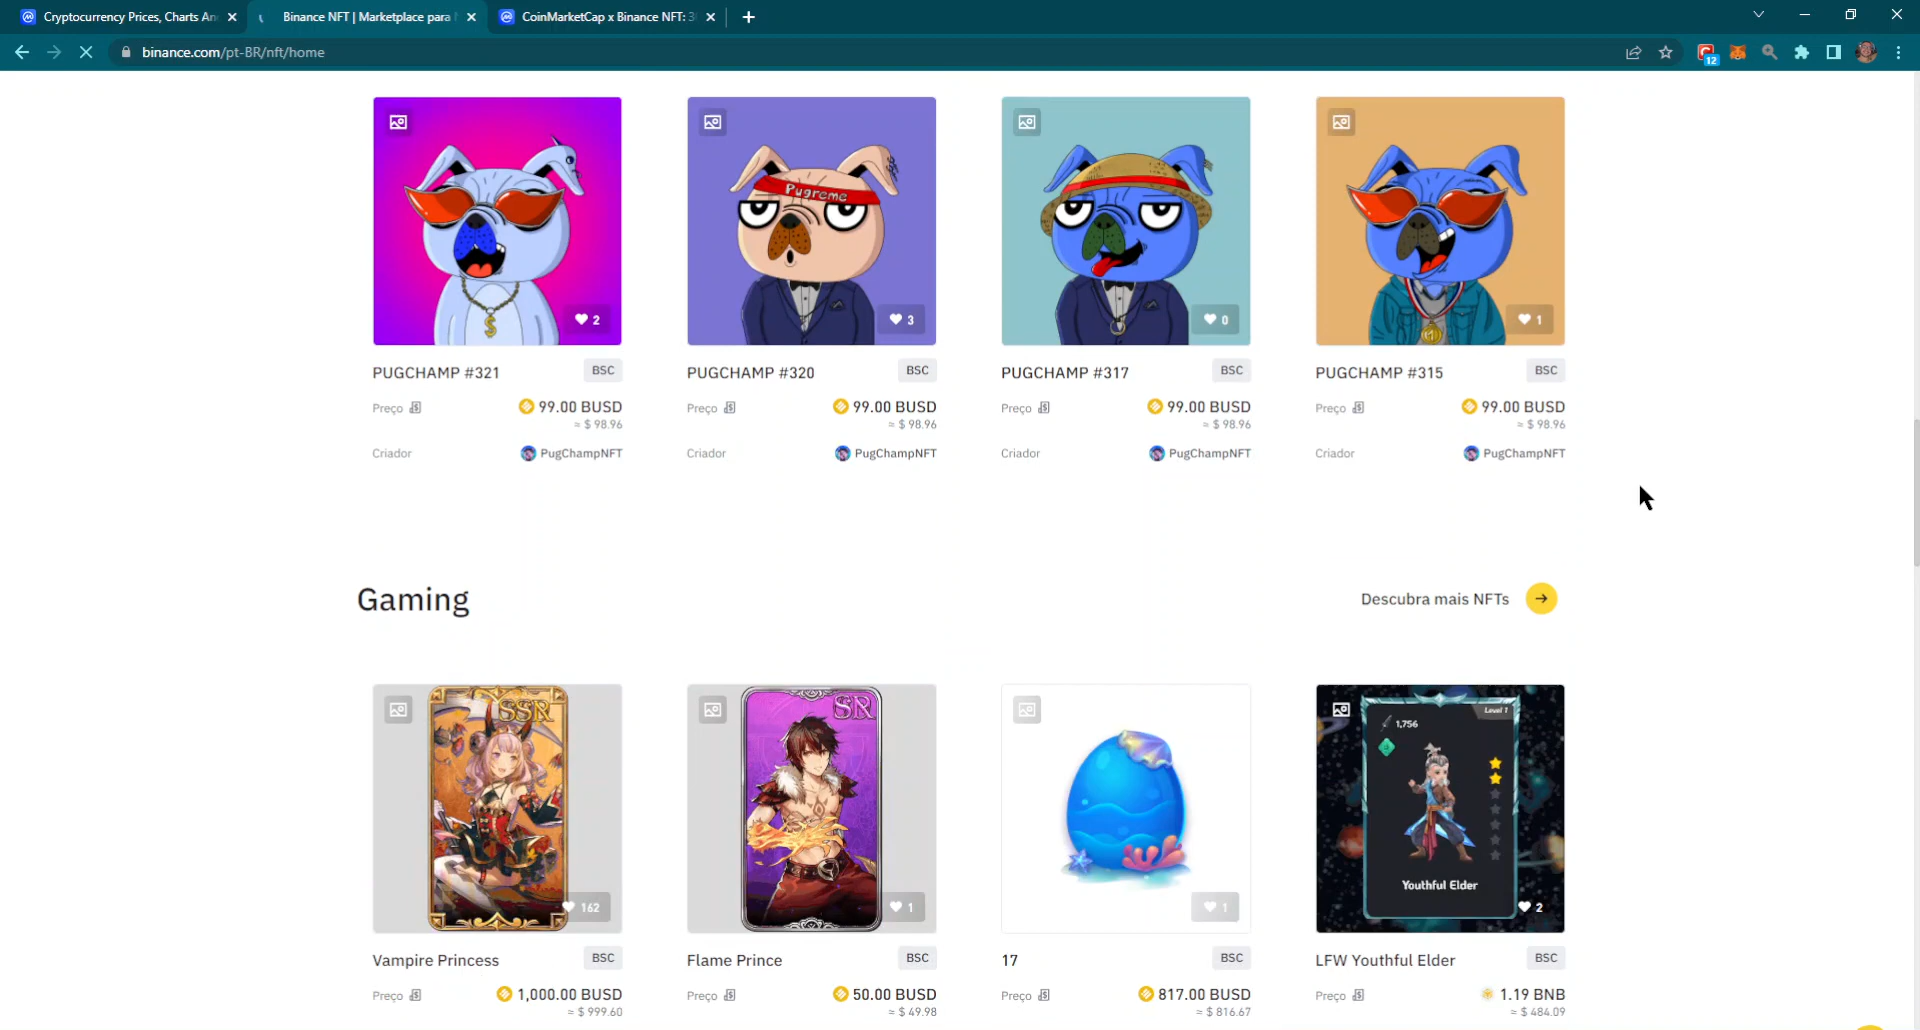 Cryptocurrency Prices, Charts An
Binance NFT | Marketplace para
CoinMarketCap x Binance NFT: 3
binance.com/pt-BR/nft/home
12
Pugreme
2
3
0
1
PUGCHAMP #321
BSC
PUGCHAMP #320
BSC
PUGCHAMP #317
BSC
PUGCHAMP #315
BSC
Preço
99.00 BUSD
Preço
99.00 BUSD
Preço
99.00 BUSD
Preço
99.00 BUSD
≈ $ 98.96
≈ $ 98.96
≈ $ 98.96
≈ $ 98.96
Criador
PugChampNFT
Criador
PugChampNFT
Criador
PugChampNFT
Criador
PugChampNFT
Gaming
Descubra mais NFTs
SSR
SR
Level 1
1,756
Youthful Elder
162
1
1
2
Vampire Princess
BSC
Flame Prince
BSC
17
BSC
LFW Youthful Elder
BSC
Preço
1,000.00 BUSD
Preço
50.00 BUSD
Preço
817.00 BUSD
Preço
1.19 BNB
≈ $ 999.60
≈ $ 49.98
≈ $ 816.67
≈ $ 484.09